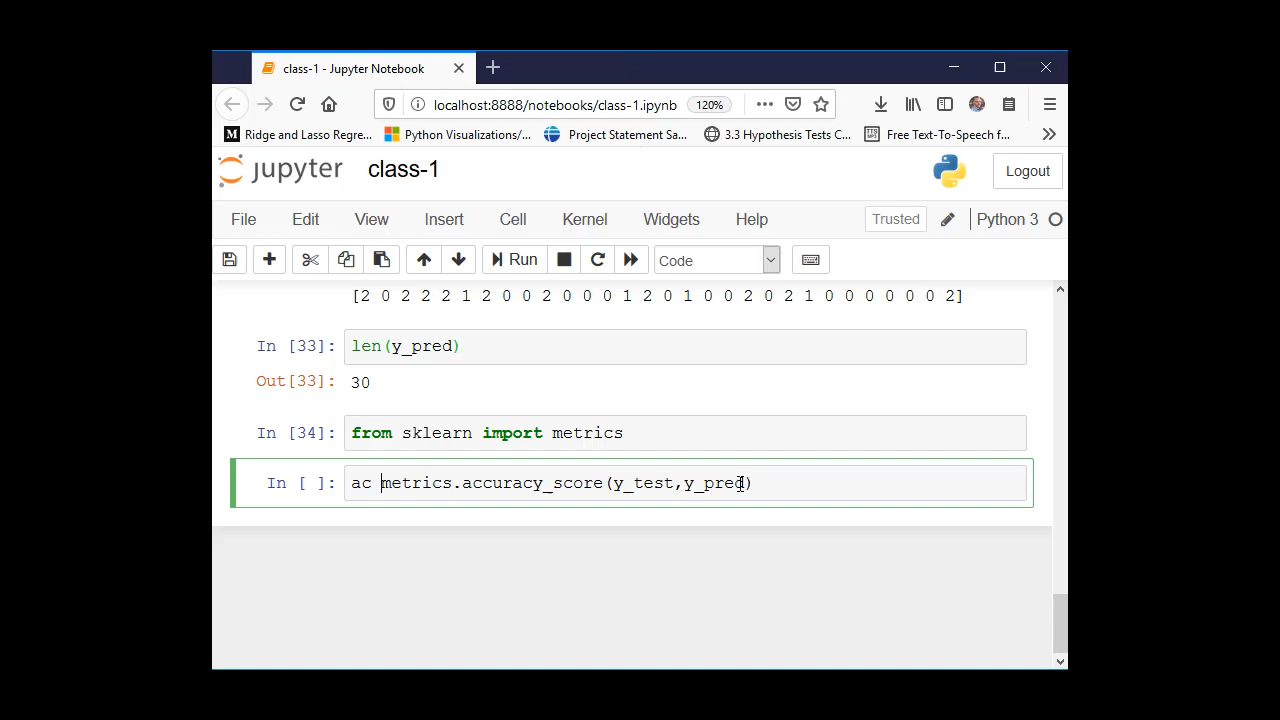 class-1 - Jupyter Notebook
localhost:8888/notebooks/class-1.ipynb 120%
Ridge and Lasso Regre... Python Visualizations/... Project Statement Sa... 3.3 Hypothesis Tests C... Free Text-To-Speech f...
jupyter class-1 Logout
File Edit View Insert Cell Kernel Widgets Help Trusted Python 3
Run Code
[2 0 2 2 2 1 2 0 0 2 0 0 0 1 2 0 1 0 0 2 0 2 1 0 0 0 0 0 0 2]
In [33]: len(y_pred)
Out[33]: 30
In [34]: from sklearn import metrics
In [ ]: ac metrics.accuracy_score(y_test,y_pred)